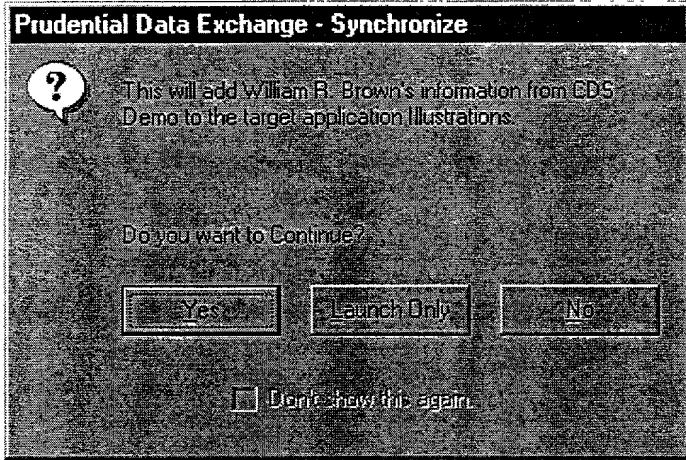 Prudential Data Exchange - Synchronize
?
This will add William R. Brown's information from CDS
Demo to the target application Illustrations.
Do you want to Continue?
Yes
Launch Only
No
Don't show this again.